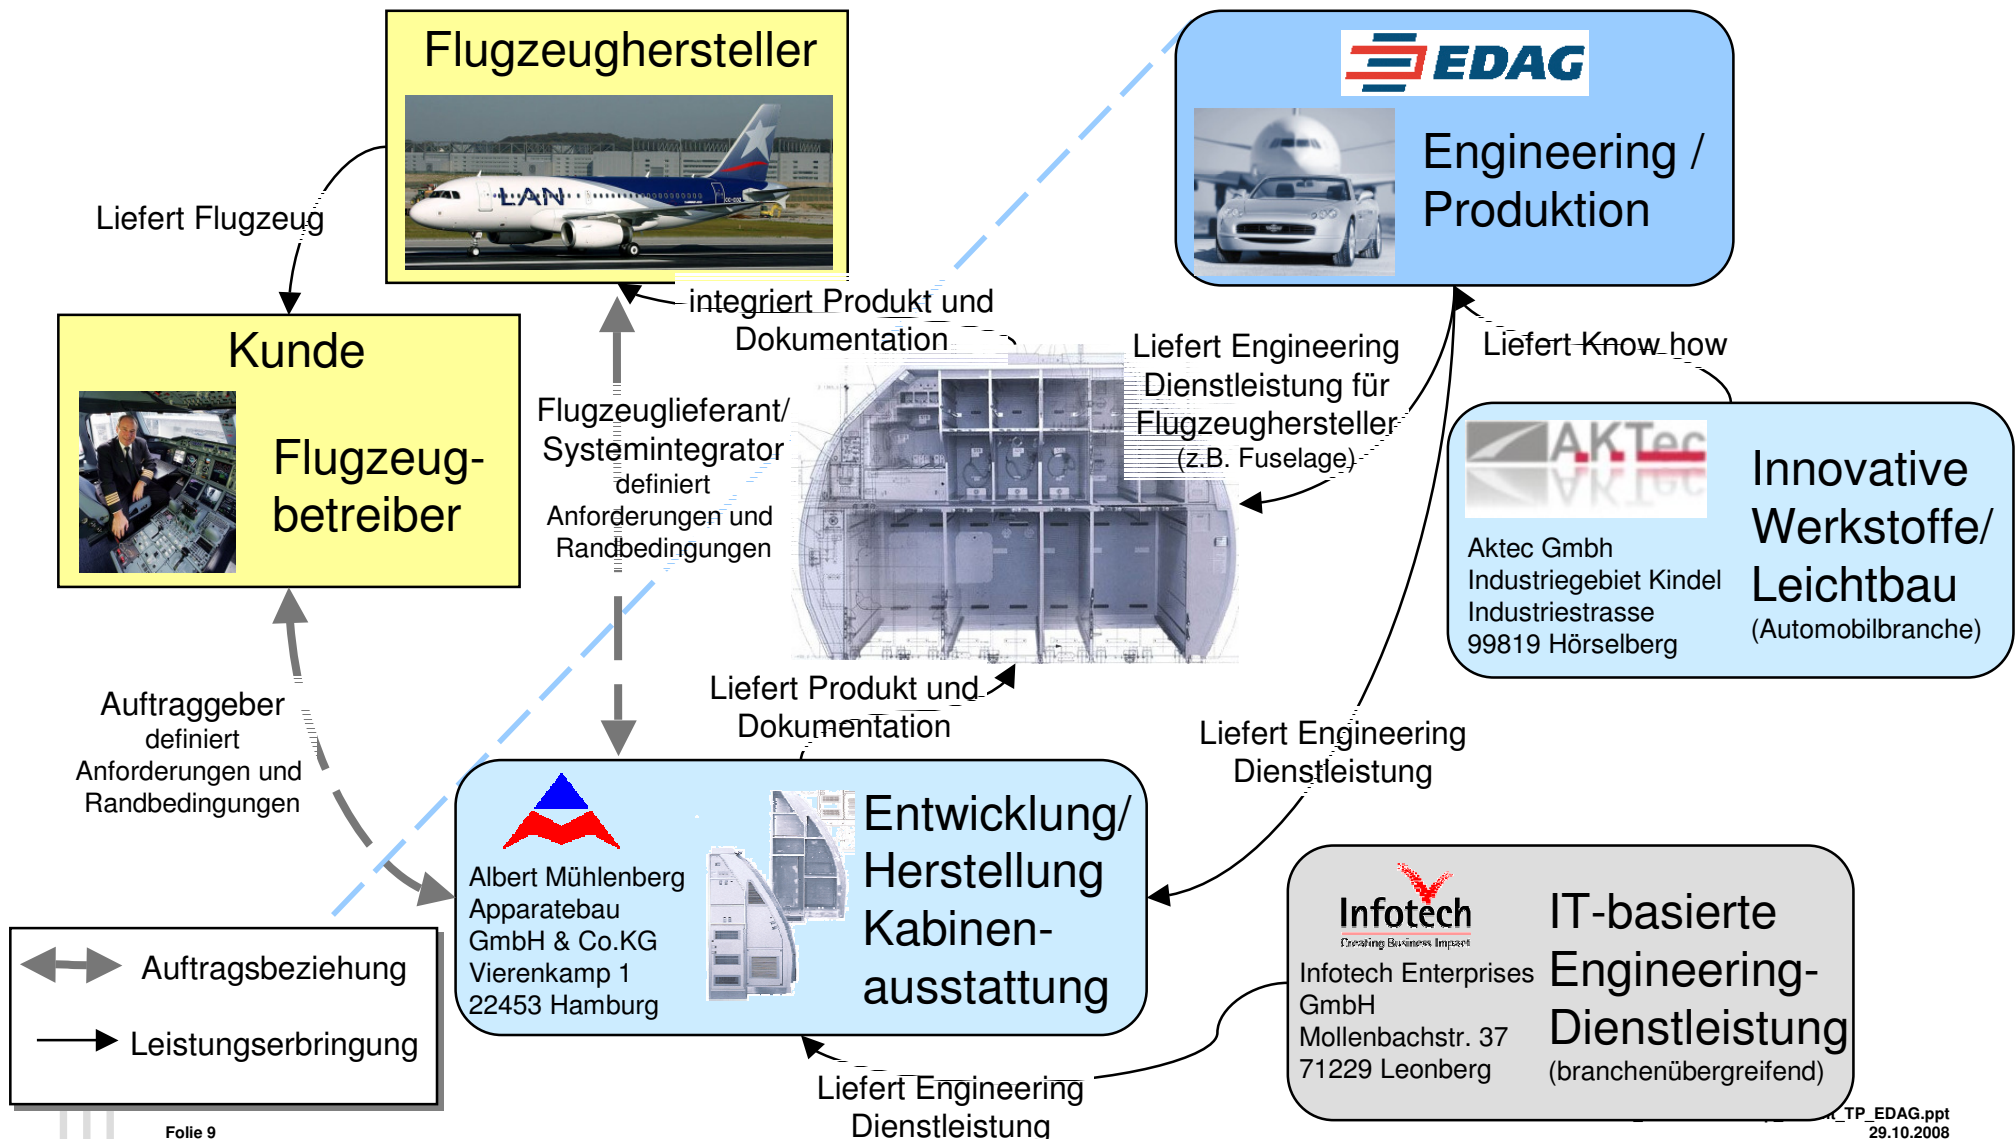 Flugzeughersteller
LAN
EDAG
Engineering /
Produktion
Liefert Flugzeug
integriert Produkt und
Dokumentation
Kunde
Flugzeug-
betreiber
Flugzeuglieferant/
Systemintegrator
definiert
Anforderungen und
Randbedingungen
Liefert Engineering
Dienstleistung für
Flugzeughersteller
(z.B. Fuselage)
Liefert Know how
AKTec
Aktec Gmbh
Industriegebiet Kindel
Industriestrasse
99819 Hörselberg
Innovative
Werkstoffe/
Leichtbau
(Automobilbranche)
Auftraggeber
definiert
Anforderungen und
Randbedingungen
Liefert Produkt und
Dokumentation
Liefert Engineering
Dienstleistung
Albert Mühlenberg
Apparatebau
GmbH & Co.KG
Vierenkamp 1
22453 Hamburg
Entwicklung/
Herstellung
Kabinen-
ausstattung
Infotech
Creating Business Impact
Infotech Enterprises
GmbH
Mollenbachstr. 37
71229 Leonberg
IT-basierte
Engineering-
Dienstleistung
(branchenübergreifend)
Auftragsbeziehung
Leistungserbringung
Liefert Engineering
Dienstleistung
Folie 9
_TP_EDAG.ppt
29.10.2008